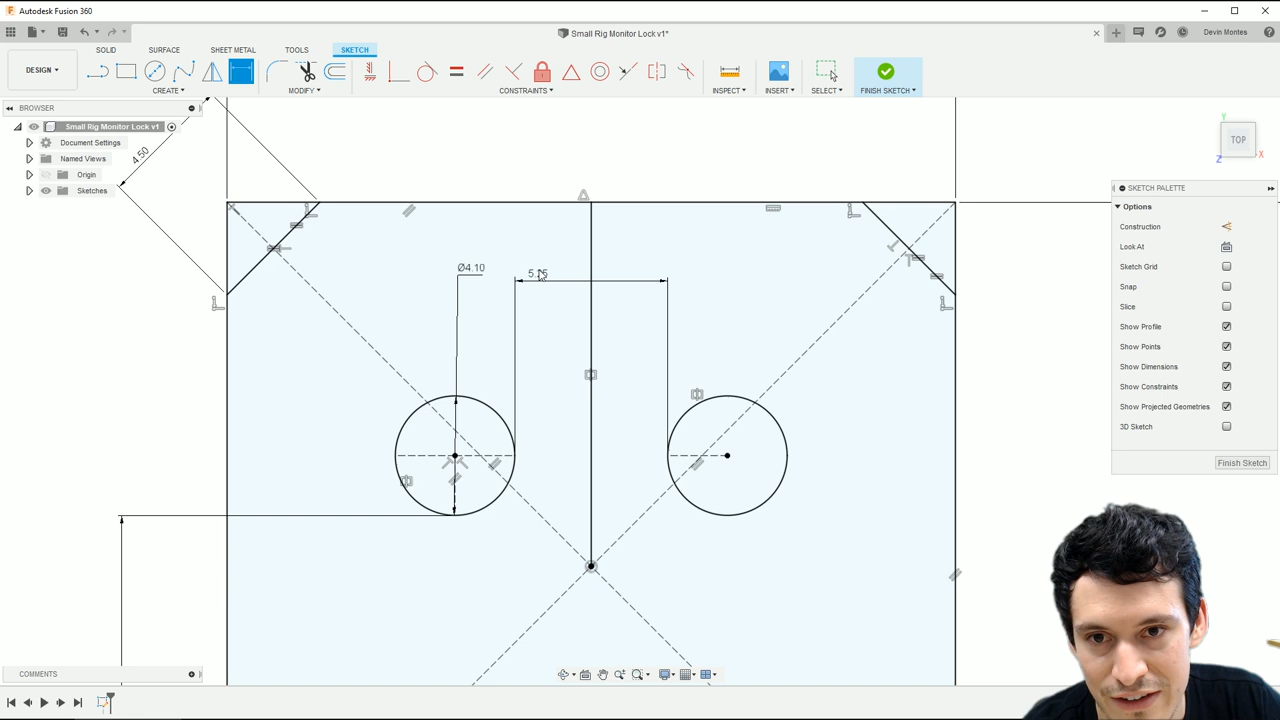 Autodesk Fusion 360
Small Rig Monitor Lock v1*
Devin Montes
DESIGN
SOLID
SURFACE
SHEET METAL
TOOLS
SKETCH
CREATE
MODIFY
CONSTRAINTS
INSPECT
INSERT
SELECT
FINISH SKETCH
BROWSER
Small Rig Monitor Lock v1
Document Settings
Named Views
Origin
Sketches
4.50
Ø4.10
Y
TOP
X
Z
SKETCH PALETTE
Options
Construction
Look At
Sketch Grid
Snap
Slice
Show Profile
Show Points
Show Dimensions
Show Constraints
Show Projected Geometries
3D Sketch
Finish Sketch
COMMENTS